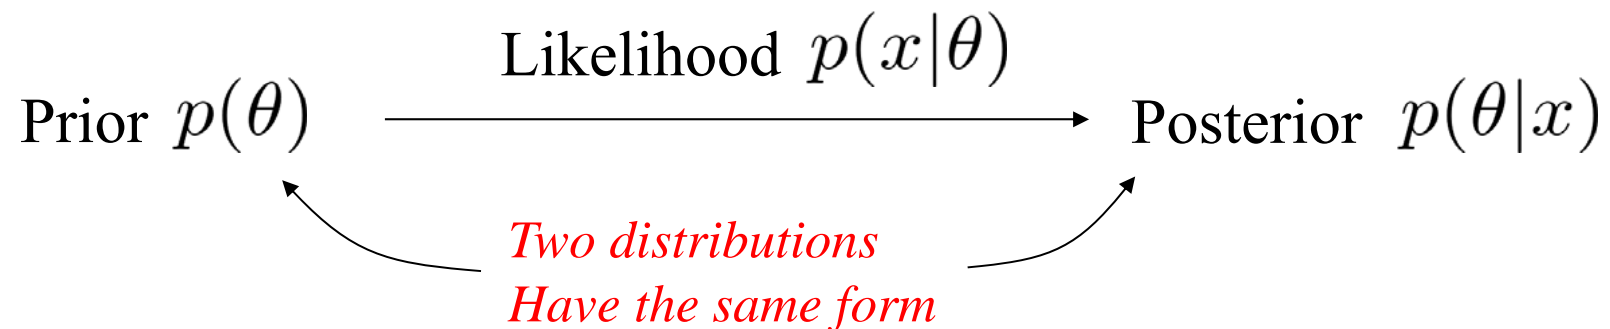 Likelihood p(x|θ)
Prior p(θ)
Posterior p(θ|x)
Two distributions
Have the same form